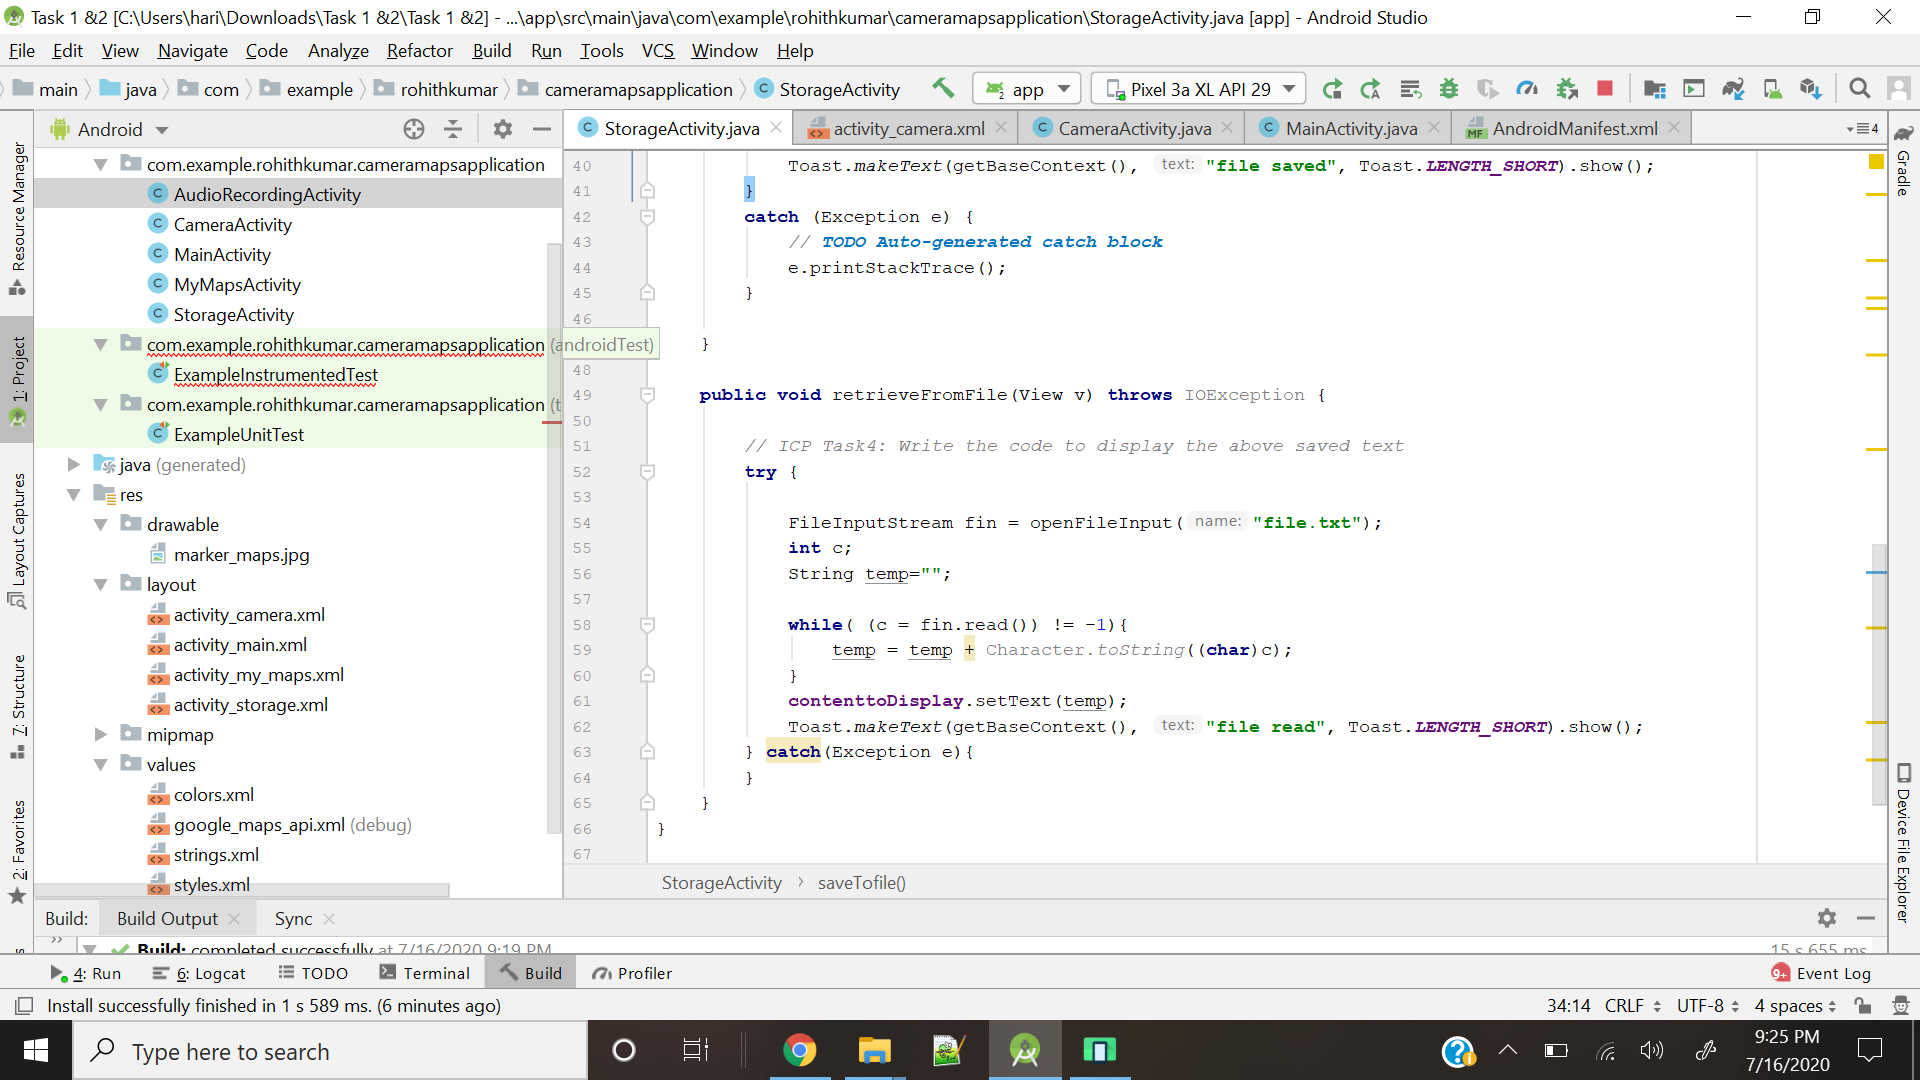 Task 1 &2 [C:\Users\hari\Downloads\Task 1 &2\Task 1 &2] - ...\app\src\main\java\com\example\rohithkumar\cameramapsapplication\StorageActivity.java [app] - Android Studio
File Edit View Navigate Code Analyze Refactor Build Run Tools VCS Window Help
main java com example rohithkumar cameramapsapplication StorageActivity app Pixel 3a XL API 29
Android StorageActivity.java activity_camera.xml CameraActivity.java MainActivity.java AndroidManifest.xml 4
Resource Manager
1: Project
Layout Captures
7: Structure
2: Favorites
com.example.rohithkumar.cameramapsapplication
AudioRecordingActivity
CameraActivity
MainActivity
MyMapsActivity
StorageActivity
com.example.rohithkumar.cameramapsapplication (androidTest)
ExampleInstrumentedTest
com.example.rohithkumar.cameramapsapplication (t
ExampleUnitTest
java (generated)
res
drawable
marker_maps.jpg
layout
activity_camera.xml
activity_main.xml
activity_my_maps.xml
activity_storage.xml
mipmap
values
colors.xml
google_maps_api.xml (debug)
strings.xml
styles.xml
40 Toast.makeText(getBaseContext(), text: "file saved", Toast.LENGTH_SHORT).show();
41 }
42 catch (Exception e) {
43 // TODO Auto-generated catch block
44 e.printStackTrace();
45 }
46
}
48
49 public void retrieveFromFile(View v) throws IOException {
50
51 // ICP Task4: Write the code to display the above saved text
52 try {
53
54 FileInputStream fin = openFileInput( name: "file.txt");
55 int c;
56 String temp="";
57
58 while( (c = fin.read()) != -1){
59 temp = temp + Character.toString((char)c);
60 }
61 contenttoDisplay.setText(temp);
62 Toast.makeText(getBaseContext(), text: "file read", Toast.LENGTH_SHORT).show();
63 } catch(Exception e){
64 }
65 }
66 }
67
StorageActivity › saveTofile()
Gradle
Device File Explorer
Build: Build Output Sync
Build: completed successfully at 7/16/2020 9:19 PM 15 s 655 ms
4: Run 6: Logcat TODO Terminal Build Profiler 9+ Event Log
Install successfully finished in 1 s 589 ms. (6 minutes ago) 34:14 CRLF UTF-8 4 spaces
Type here to search
9:25 PM
7/16/2020